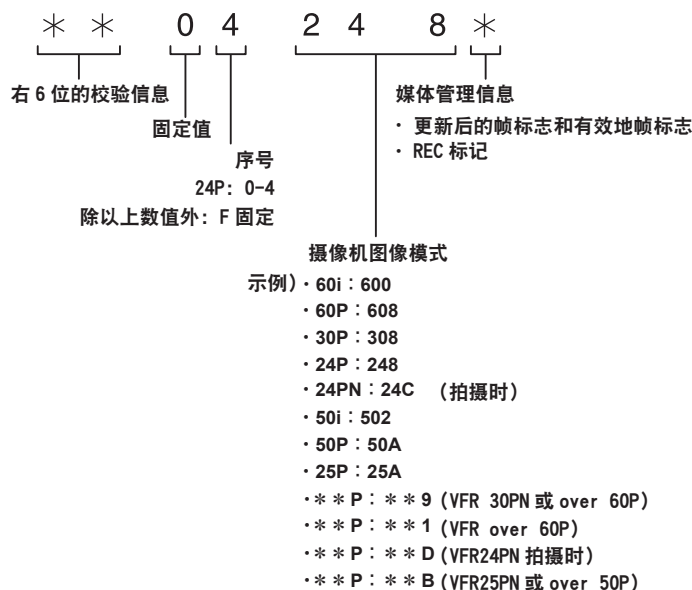 ＊ ＊ 0 4 2 4 8 ＊
右 6 位的校验信息
媒体管理信息
· 更新后的帧标志和有效地帧标志
· REC 标记
固定值
序号
24P: 0-4
除以上数值外: F 固定
摄像机图像模式
示例)·60i：600
·60P：608
·30P：308
·24P：248
·24PN：24C （拍摄时）
·50i：502
·50P：50A
·25P：25A
·＊＊P：＊＊9 (VFR 30PN 或 over 60P)
·＊＊P：＊＊1 (VFR over 60P)
·＊＊P：＊＊D (VFR24PN 拍摄时)
·＊＊P：＊＊B (VFR25PN 或 over 50P)